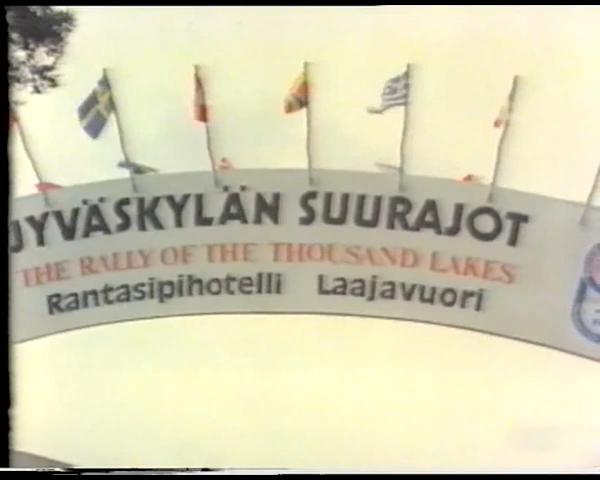 JYVÄSKYLÄN SUURAJOT
THE RALLY OF THE THOUSAND LAKES
Rantasipihotelli Laajavuori